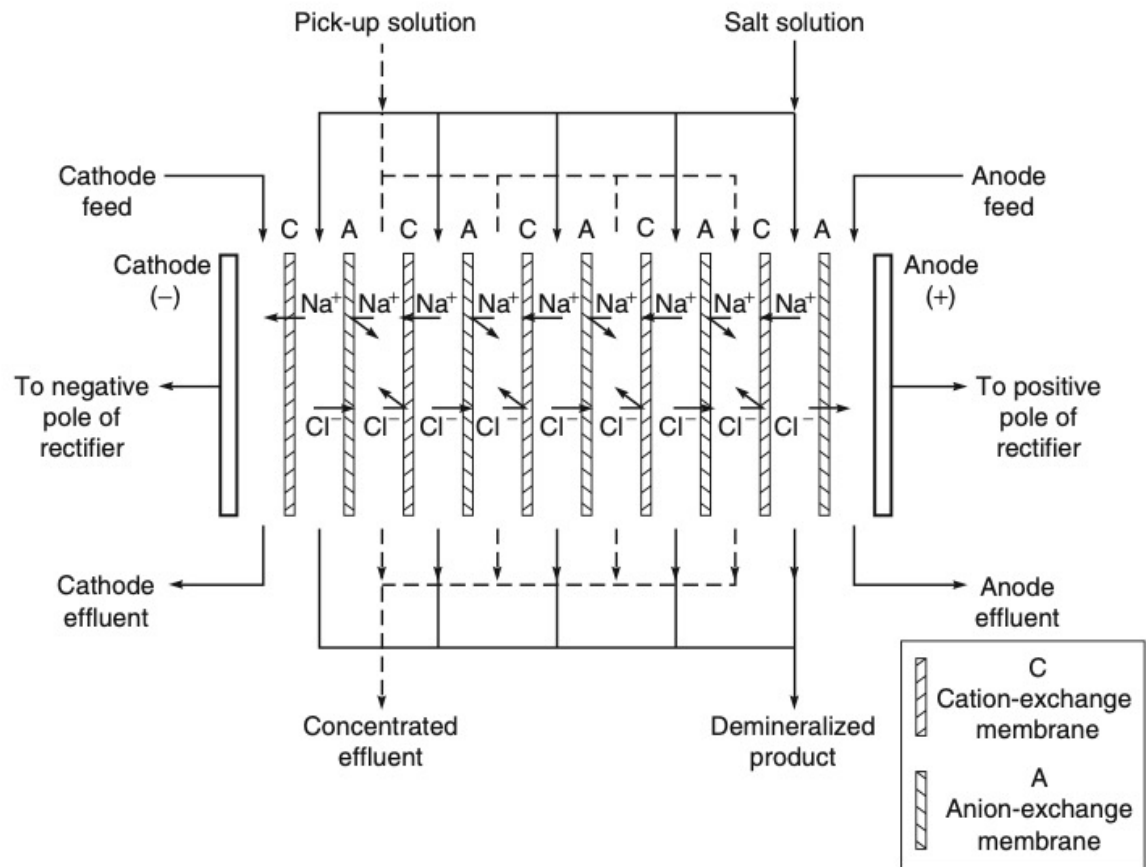 Pick-up solution
Salt solution
Cathode
feed
Anode
feed
C A C A C A C A C A
Cathode
(–)
Anode
(+)
Na⁺ Na⁺ Na⁺ Na⁺ Na⁺ Na⁺ Na⁺ Na⁺ Na⁺
To negative
pole of
rectifier
To positive
pole of
rectifier
Cl⁻ Cl⁻ Cl⁻ Cl⁻ Cl⁻ Cl⁻ Cl⁻ Cl⁻ Cl⁻
Cathode
effluent
Anode
effluent
Concentrated
effluent
Demineralized
product
C
Cation-exchange
membrane
A
Anion-exchange
membrane